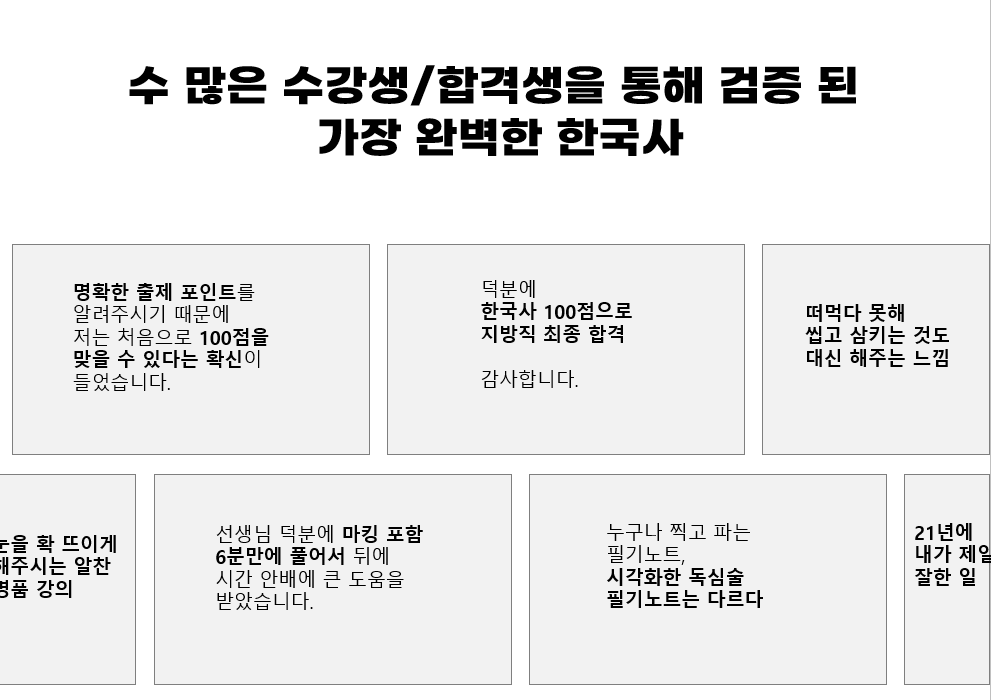 수 많은 수강생/합격생을 통해 검증 된
가장 완벽한 한국사
명확한 출제 포인트를
알려주시기 때문에
저는 처음으로 100점을
맞을 수 있다는 확신이
들었습니다.
덕분에
한국사 100점으로
지방직 최종 합격
감사합니다.
떠먹다 못해
씹고 삼키는 것도
대신 해주는 느낌
눈을 확 뜨이게
해주시는 알찬
명품 강의
선생님 덕분에 마킹 포함
6분만에 풀어서 뒤에
시간 안배에 큰 도움을
받았습니다.
누구나 찍고 파는
필기노트,
시각화한 독심술
필기노트는 다르다
21년에
내가 제일
잘한 일